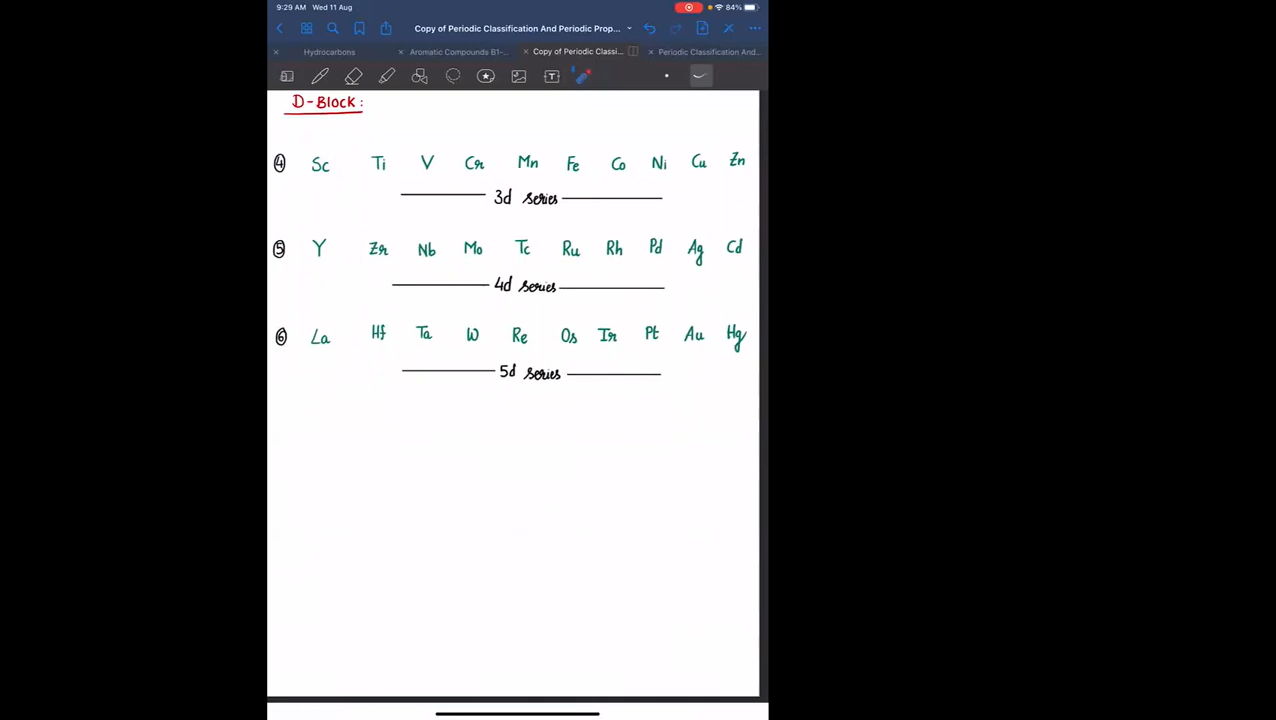 9:29 AM Wed 11 Aug 84%
Copy of Periodic Classification And Periodic Prop...
Hydrocarbons Aromatic Compounds B1-... Copy of Periodic Classi... Periodic Classification And...
D-Block:
④ Sc Ti V Cr Mn Fe Co Ni Cu Zn
3d series
⑤ Y Zr Nb Mo Tc Ru Rh Pd Ag Cd
4d series
⑥ La Hf Ta W Re Os Ir Pt Au Hg
5d series